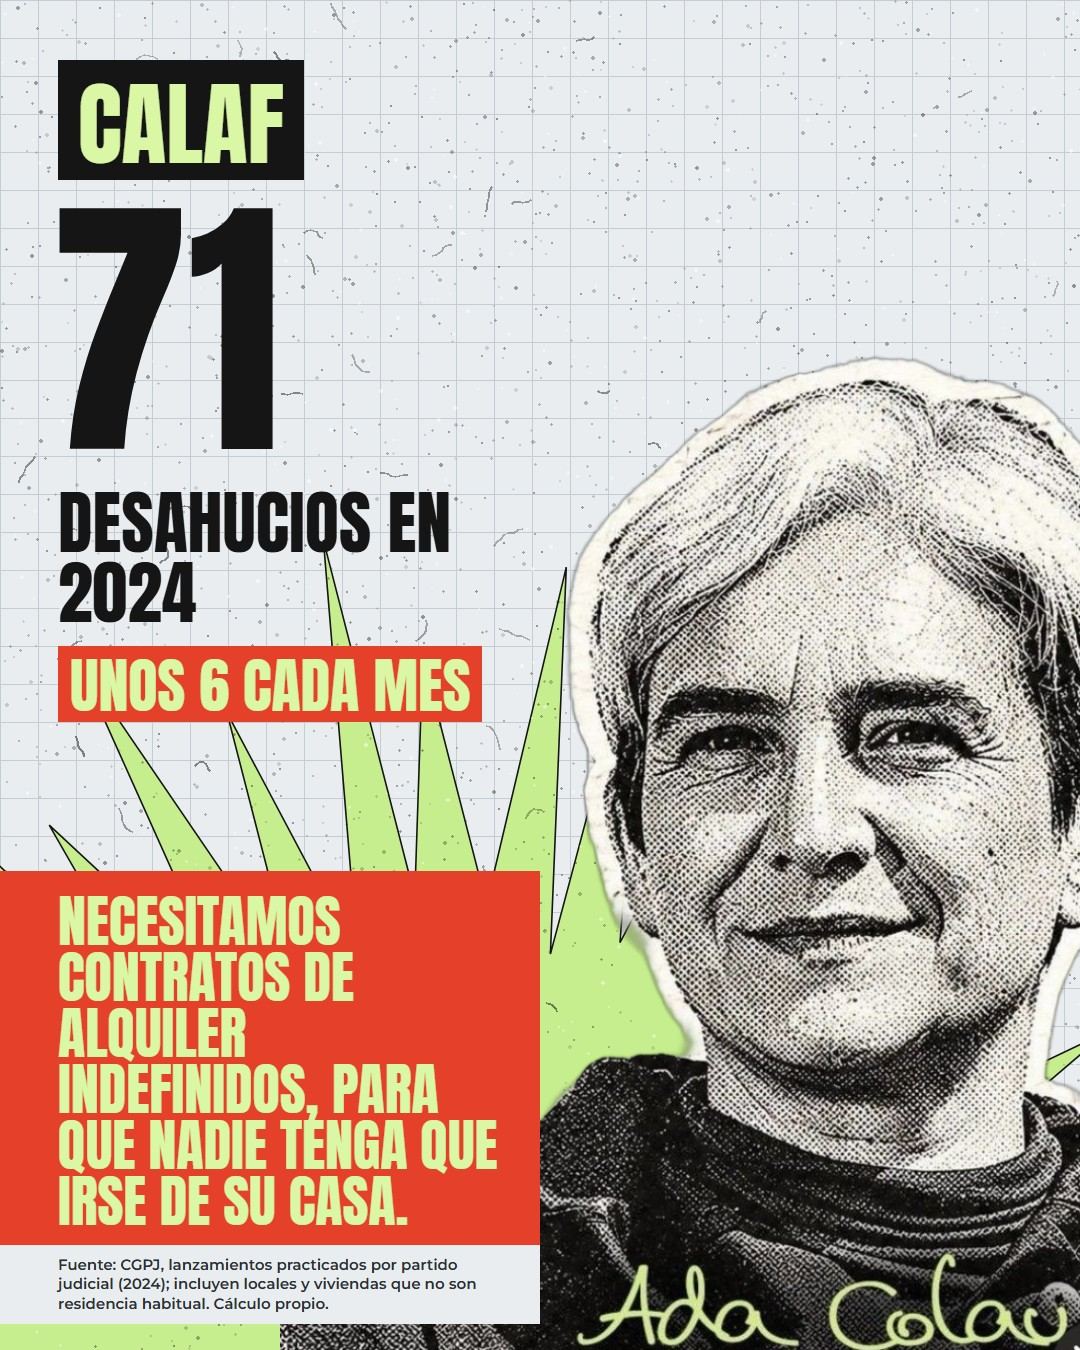 CALAF
71
DESAHUCIOS EN
2024
UNOS 6 CADA MES
NECESITAMOS
CONTRATOS DE
ALQUILER
INDEFINIDOS, PARA
QUE NADIE TENGA QUE
IRSE DE SU CASA.
Fuente: CGPJ, lanzamientos practicados por partido
judicial (2024); incluyen locales y viviendas que no son
residencia habitual. Cálculo propio.
Ada Colau